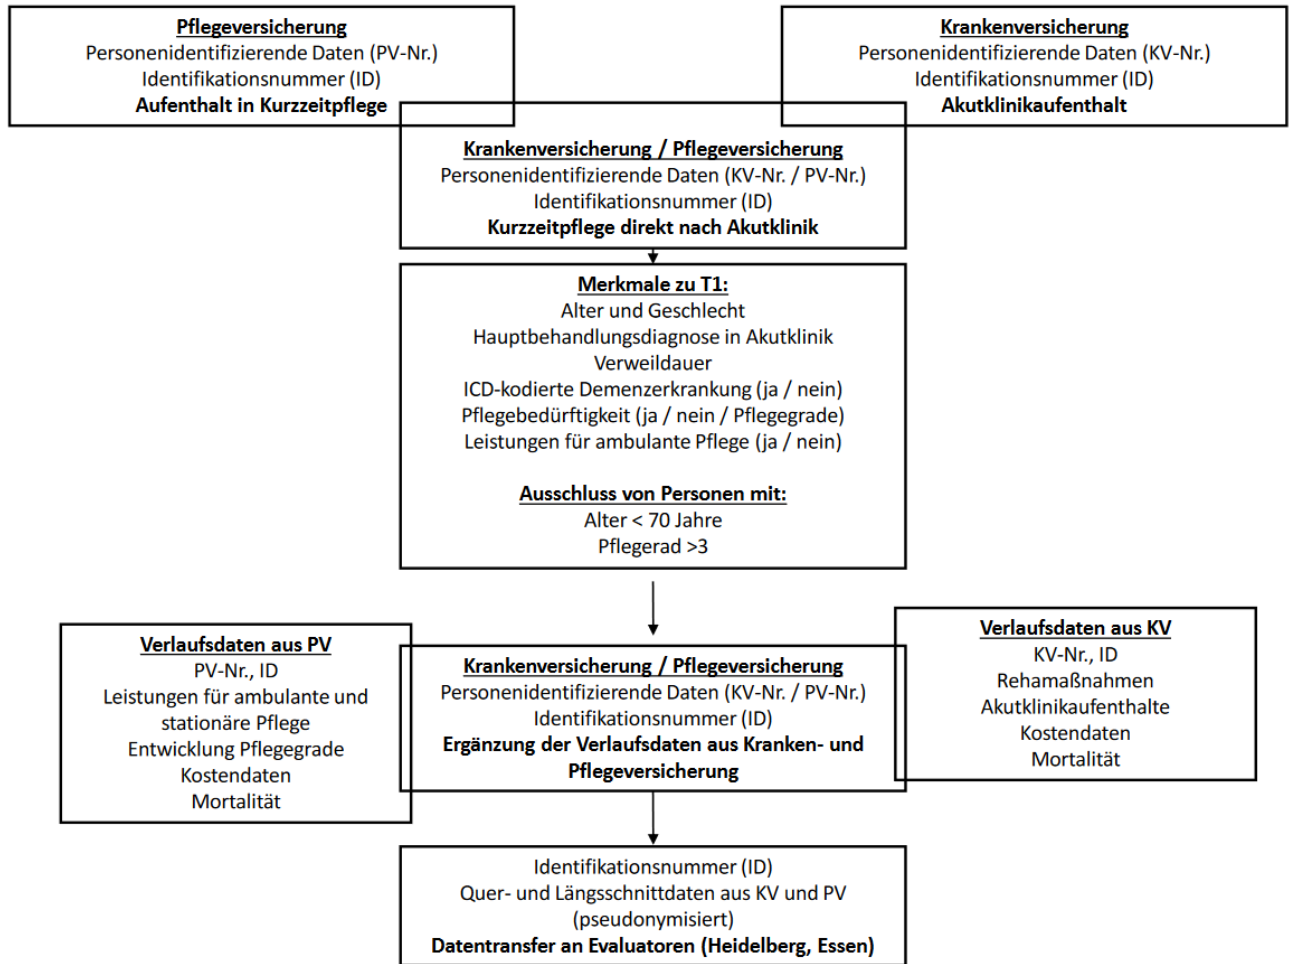 Pflegeversicherung
Personenidentifizierende Daten (PV-Nr.)
Identifikationsnummer (ID)
Aufenthalt in Kurzzeitpflege
Krankenversicherung
Personenidentifizierende Daten (KV-Nr.)
Identifikationsnummer (ID)
Akutklinikaufenthalt
Krankenversicherung / Pflegeversicherung
Personenidentifizierende Daten (KV-Nr. / PV-Nr.)
Identifikationsnummer (ID)
Kurzzeitpflege direkt nach Akutklinik
Merkmale zu T1:
Alter und Geschlecht
Hauptbehandlungsdiagnose in Akutklinik
Verweildauer
ICD-kodierte Demenzerkrankung (ja / nein)
Pflegebedürftigkeit (ja / nein / Pflegegrade)
Leistungen für ambulante Pflege (ja / nein)
Ausschluss von Personen mit:
Alter < 70 Jahre
Pflegerad >3
Verlaufsdaten aus PV
PV-Nr., ID
Leistungen für ambulante und
stationäre Pflege
Entwicklung Pflegegrade
Kostendaten
Mortalität
Krankenversicherung / Pflegeversicherung
Personenidentifizierende Daten (KV-Nr. / PV-Nr.)
Identifikationsnummer (ID)
Ergänzung der Verlaufsdaten aus Kranken- und
Pflegeversicherung
Verlaufsdaten aus KV
KV-Nr., ID
Rehamaßnahmen
Akutklinikaufenthalte
Kostendaten
Mortalität
Identifikationsnummer (ID)
Quer- und Längsschnittdaten aus KV und PV
(pseudonymisiert)
Datentransfer an Evaluatoren (Heidelberg, Essen)